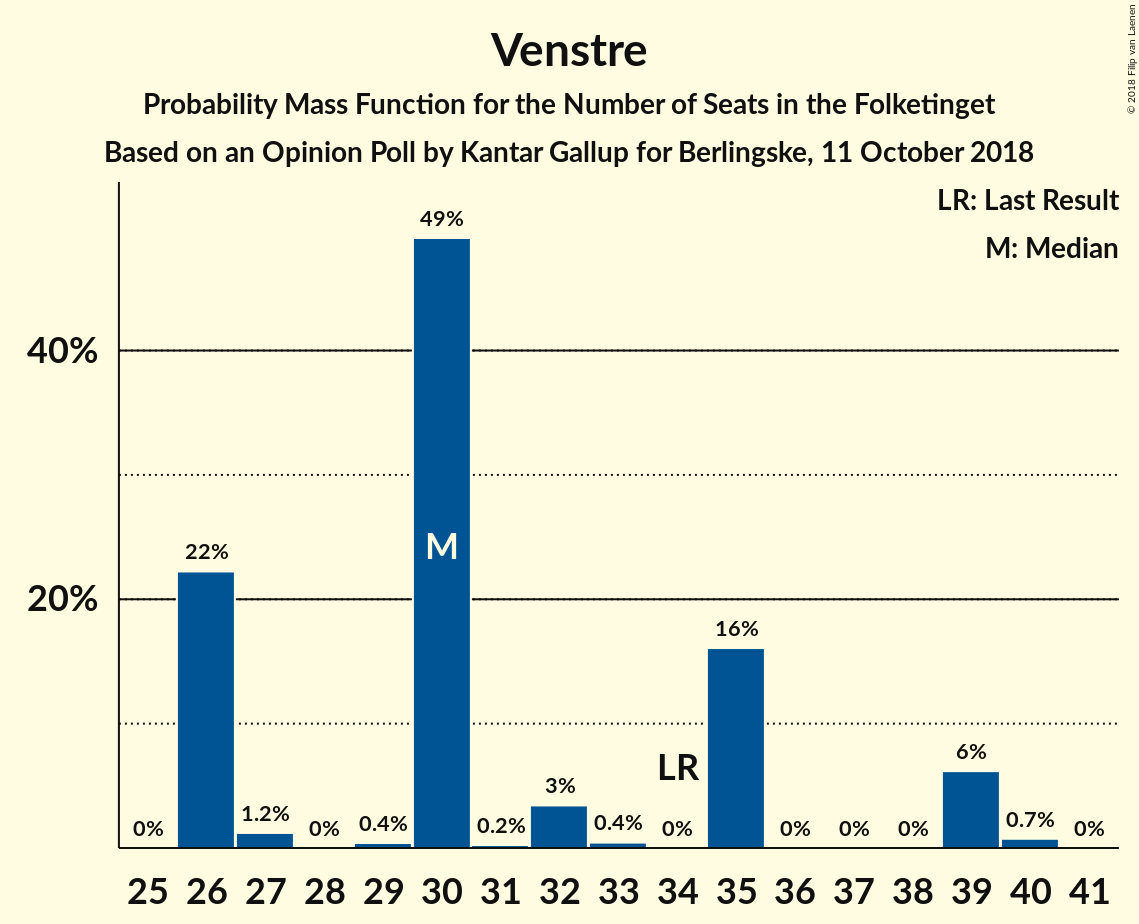 Venstre
Probability Mass Function for the Number of Seats in the Folketinget
Based on an Opinion Poll by Kantar Gallup for Berlingske, 11 October 2018
© 2018 Filip van Laenen
LR: Last Result
M: Median
40%
20%
0% 22% 1.2% 0% 0.4% 49% 0.2% 3% 0.4% 0% 16% 0% 0% 0% 6% 0.7% 0%
M
LR
25 26 27 28 29 30 31 32 33 34 35 36 37 38 39 40 41